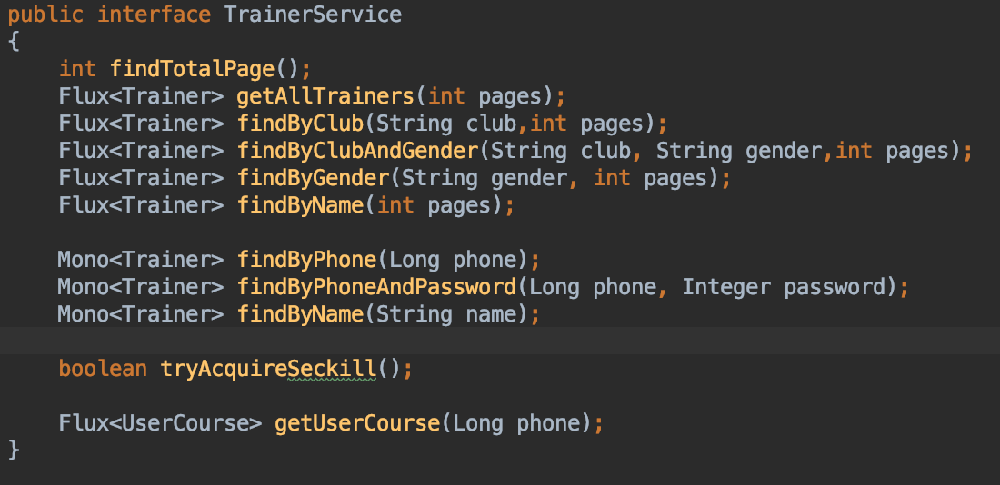 public interface TrainerService
{
    int findTotalPage();
    Flux<Trainer> getAllTrainers(int pages);
    Flux<Trainer> findByClub(String club,int pages);
    Flux<Trainer> findByClubAndGender(String club, String gender,int pages);
    Flux<Trainer> findByGender(String gender, int pages);
    Flux<Trainer> findByName(int pages);
    Mono<Trainer> findByPhone(Long phone);
    Mono<Trainer> findByPhoneAndPassword(Long phone, Integer password);
    Mono<Trainer> findByName(String name);
    boolean tryAcquireSeckill();
    Flux<UserCourse> getUserCourse(Long phone);
}